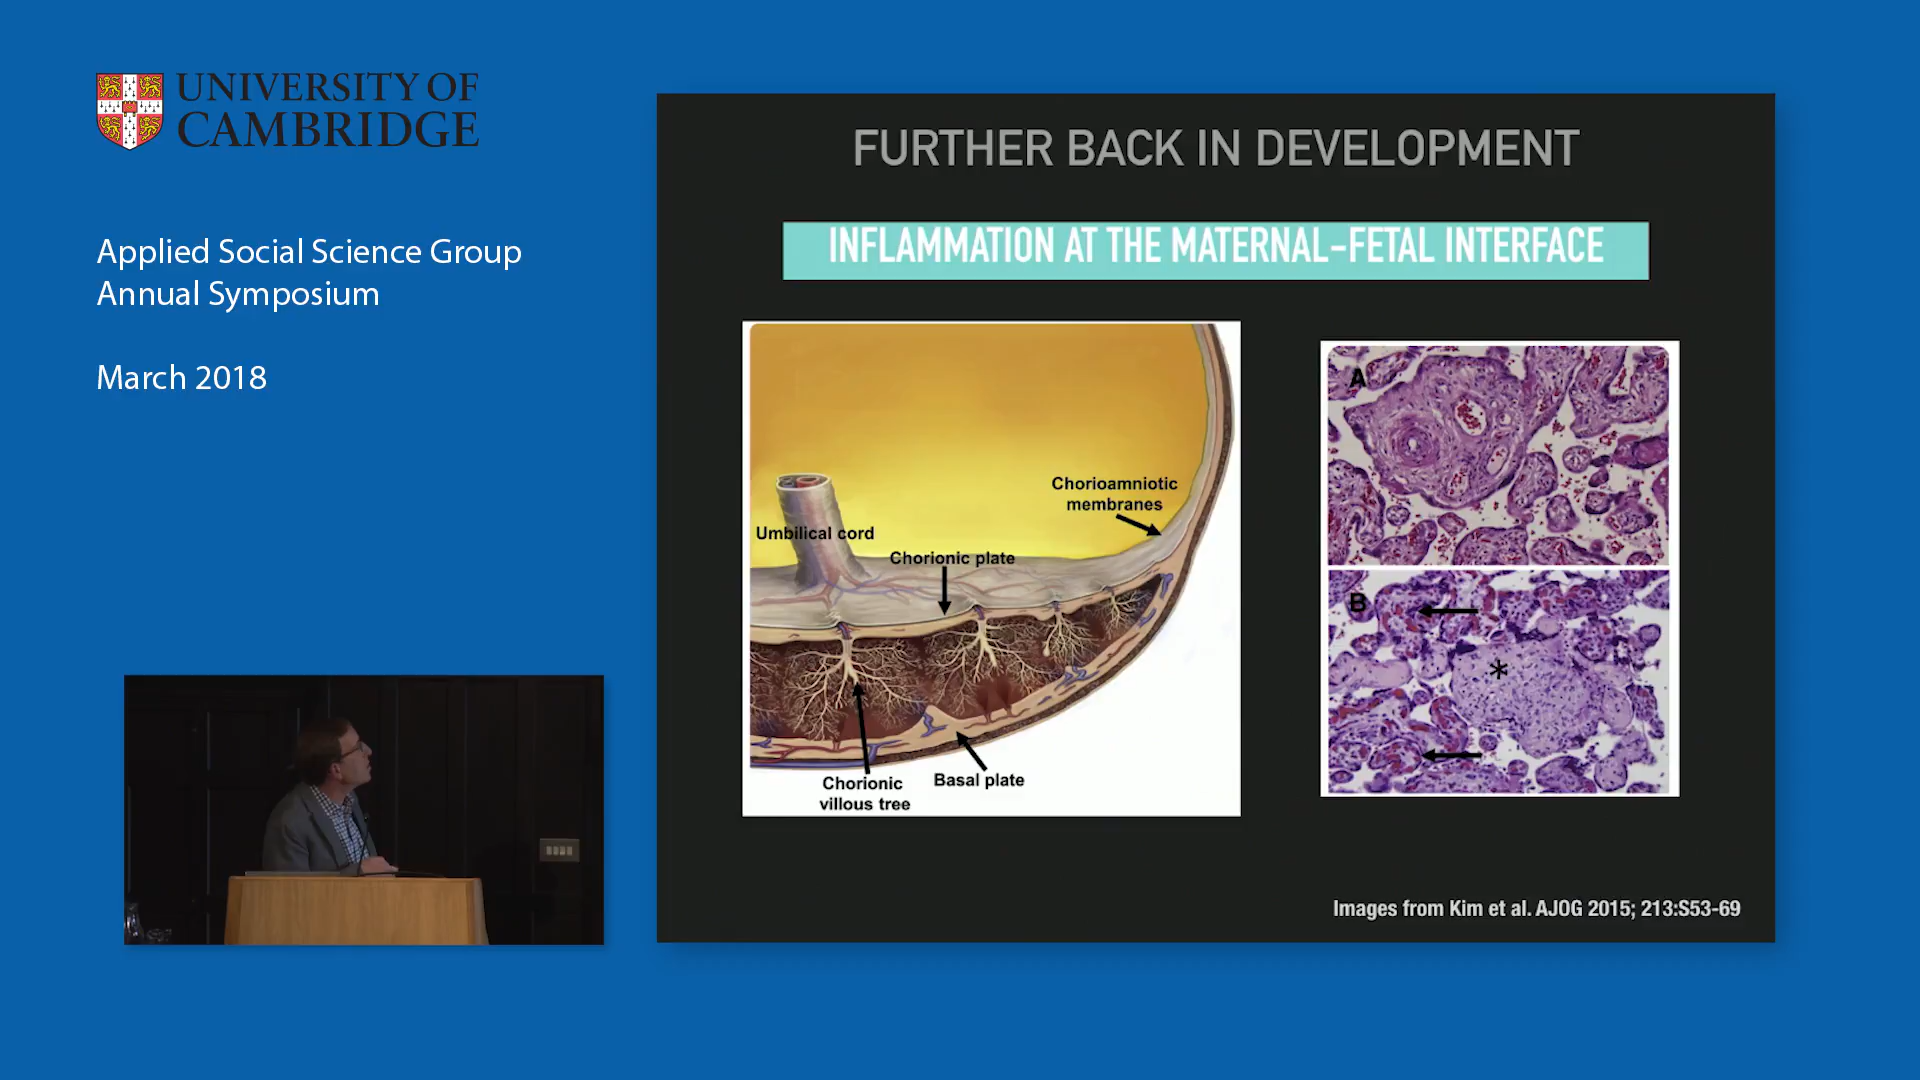 UNIVERSITY OF
CAMBRIDGE
Applied Social Science Group
Annual Symposium
March 2018
FURTHER BACK IN DEVELOPMENT
INFLAMMATION AT THE MATERNAL-FETAL INTERFACE
Umbilical cord
Chorioamniotic
membranes
Chorionic plate
Chorionic
villous tree
Basal plate
A
B
*
Images from Kim et al. AJOG 2015; 213:S53-69